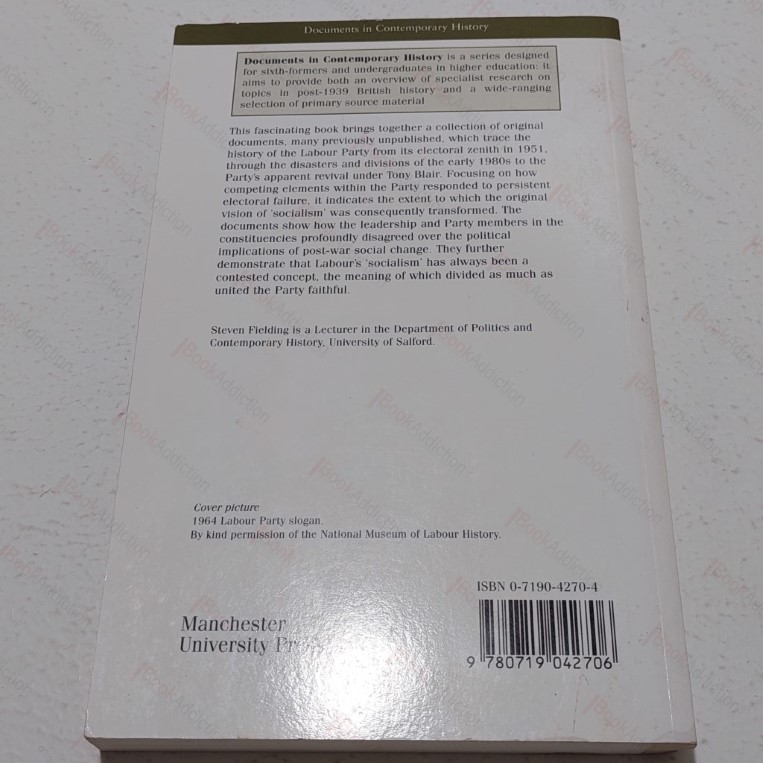 Documents in Contemporary History
Documents in Contemporary History is a series designed
for sixth-formers and undergraduates in higher education: it
aims to provide both an overview of specialist research on
topics in post-1939 British history and a wide-ranging
selection of primary source material
This fascinating book brings together a collection of original
documents, many previously unpublished, which trace the
history of the Labour Party from its electoral zenith in 1951,
through the disasters and divisions of the early 1980s to the
Party's apparent revival under Tony Blair. Focusing on how
competing elements within the Party responded to persistent
electoral failure, it indicates the extent to which the original
vision of 'socialism' was consequently transformed. The
documents show how the leadership and Party members in the
constituencies profoundly disagreed over the political
implications of post-war social change. They further
demonstrate that Labour's 'socialism' has always been a
contested concept, the meaning of which divided as much as
united the Party faithful.
Steven Fielding is a Lecturer in the Department of Politics and
Contemporary History, University of Salford.
Cover picture
1964 Labour Party slogan.
By kind permission of the National Museum of Labour History.
ISBN 0-7190-4270-4
Manchester
University Press
9 780719 042706
BookAddiction